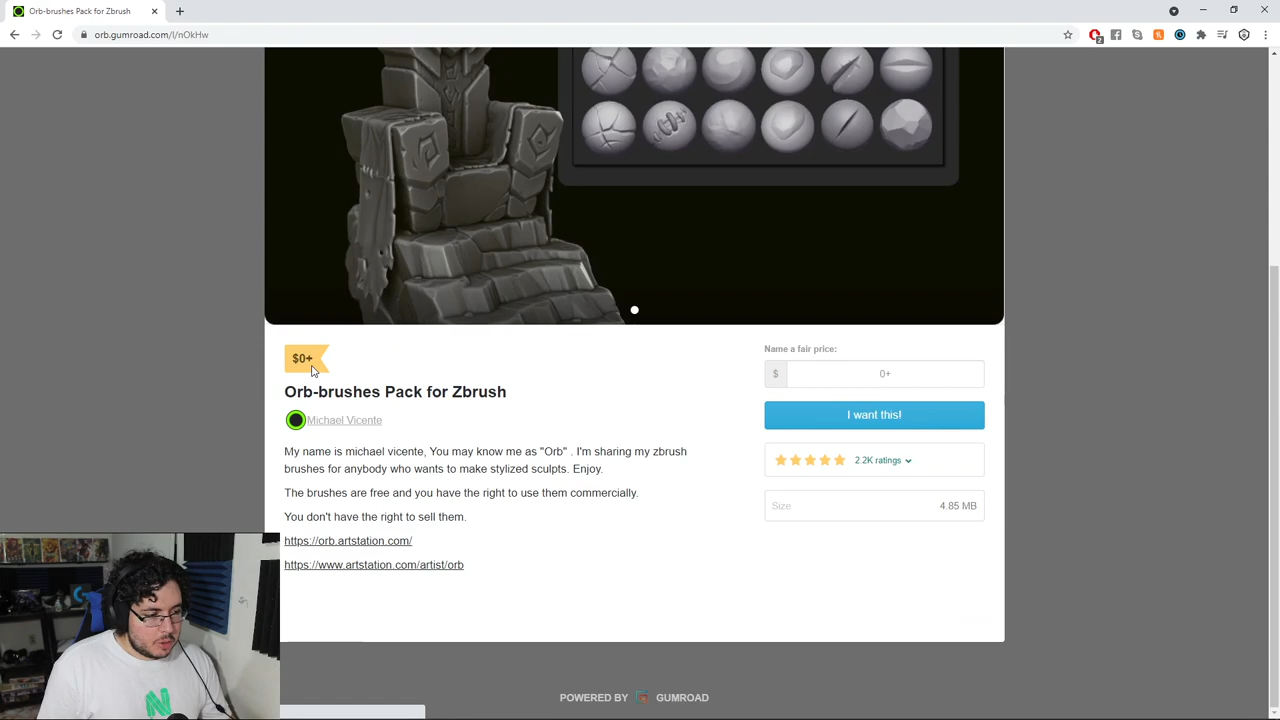 Orb-brushes Pack for Zbrush
orb.gumroad.com/l/nOkHw
2
$0+
Orb-brushes Pack for Zbrush
Michael Vicente
My name is michael vicente, You may know me as "Orb" . I'm sharing my zbrush
brushes for anybody who wants to make stylized sculpts. Enjoy.
The brushes are free and you have the right to use them commercially.
You don't have the right to sell them.
https://orb.artstation.com/
https://www.artstation.com/artist/orb
Name a fair price:
$ 0+
I want this!
2.2K ratings
Size 4.85 MB
POWERED BY GUMROAD